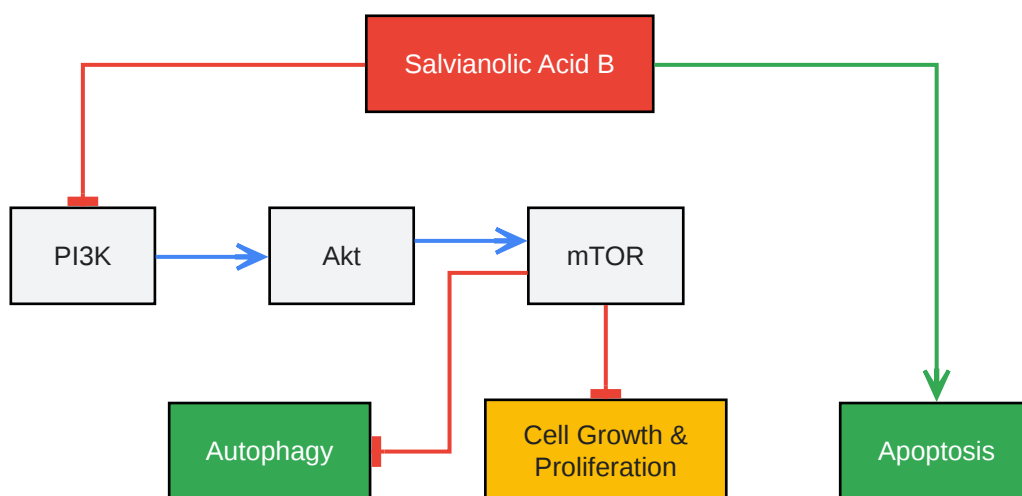 Salvianolic Acid B
PI3K
Akt
mTOR
Autophagy
Cell Growth &
Proliferation
Apoptosis